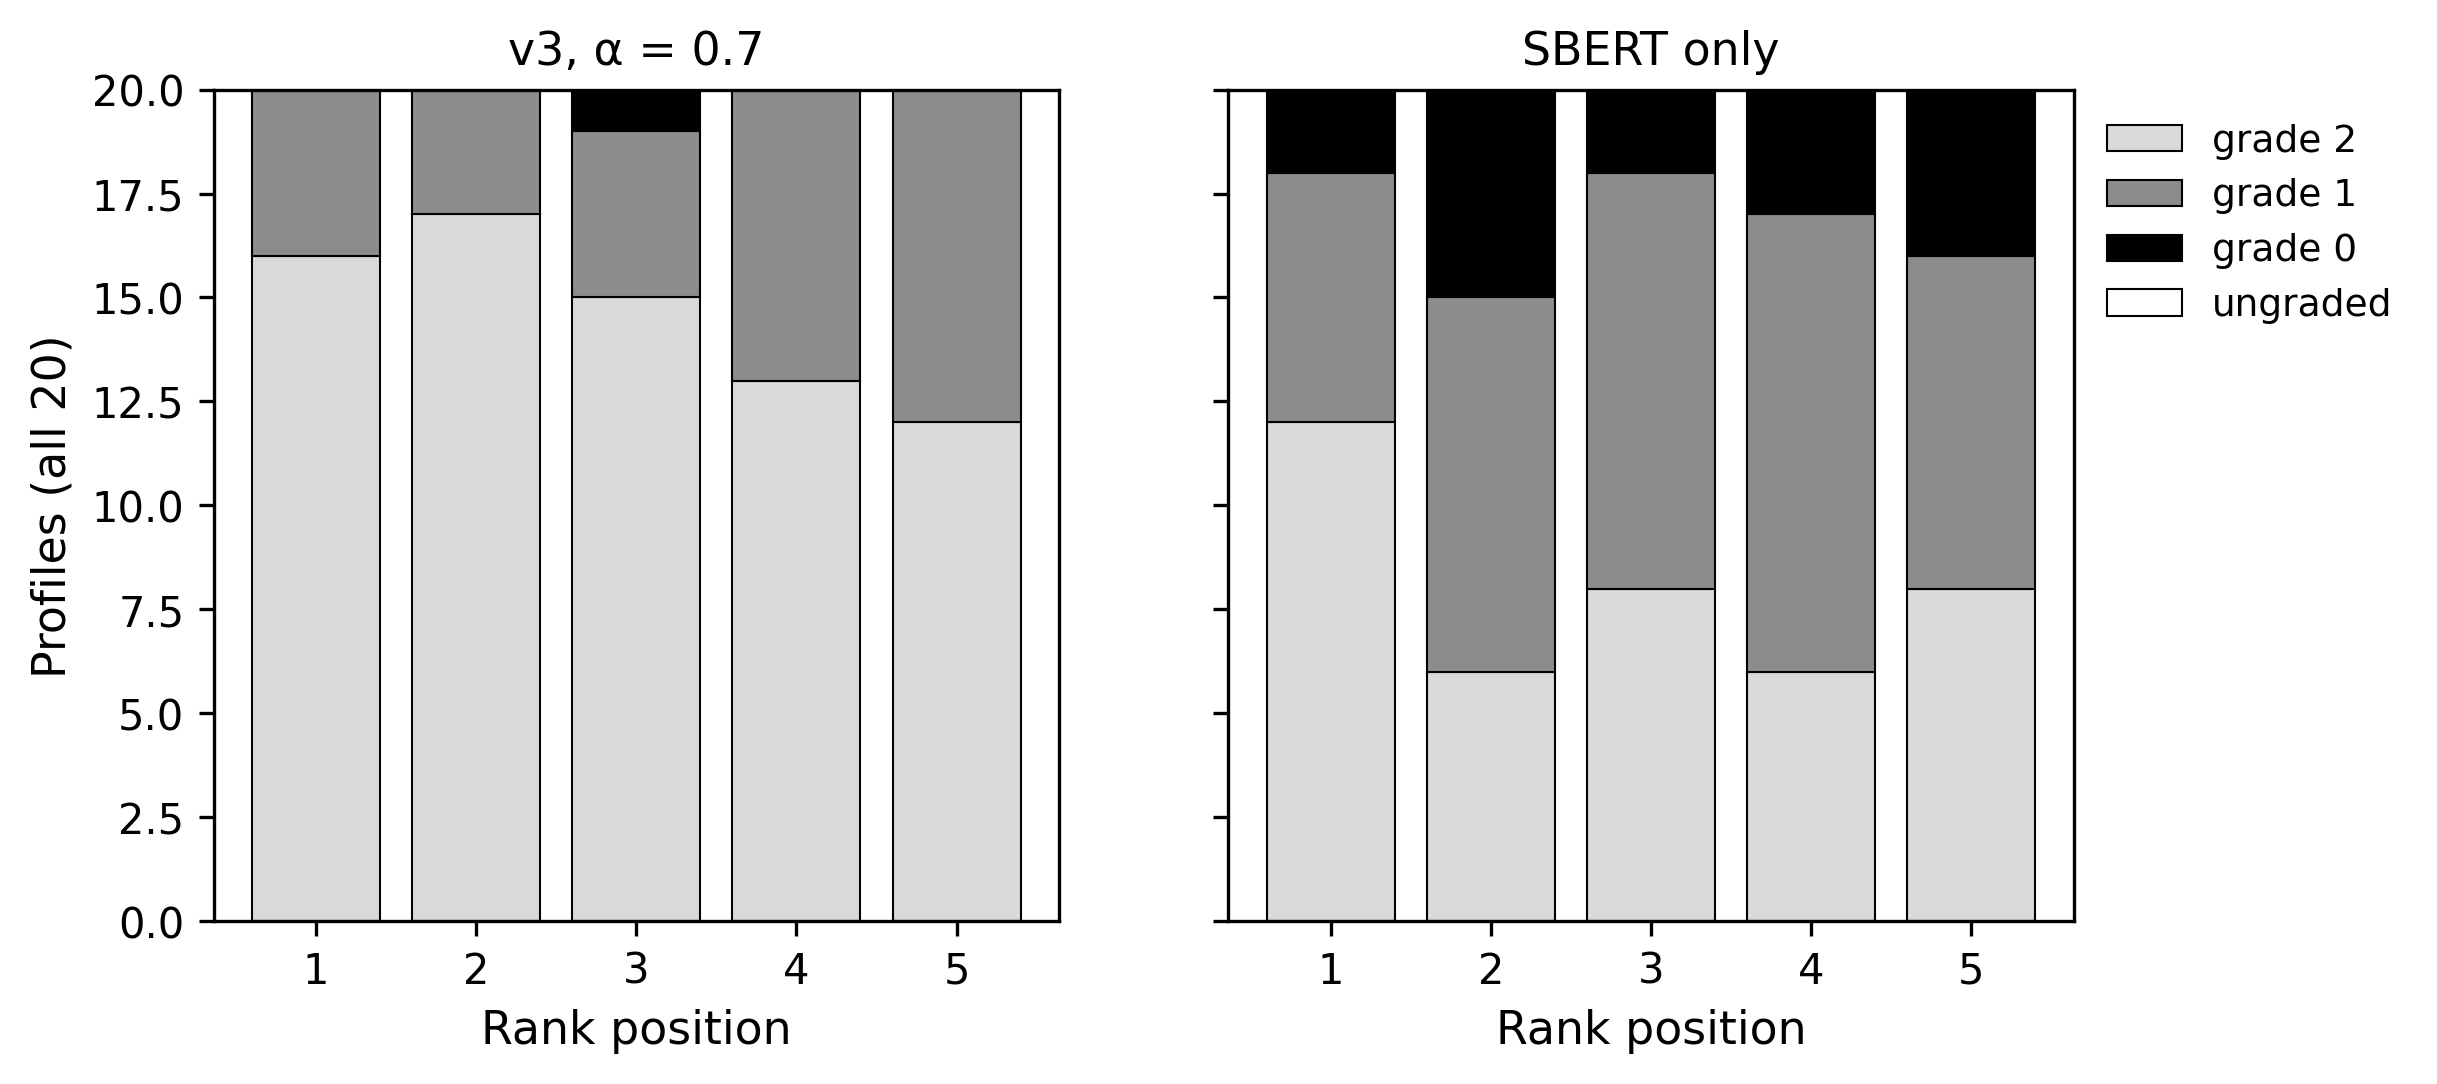 v3, α = 0.7
SBERT only
Profiles (all 20)
20.0
17.5
15.0
12.5
10.0
7.5
5.0
2.5
0.0
1 2 3 4 5
Rank position
1 2 3 4 5
Rank position
grade 2
grade 1
grade 0
ungraded